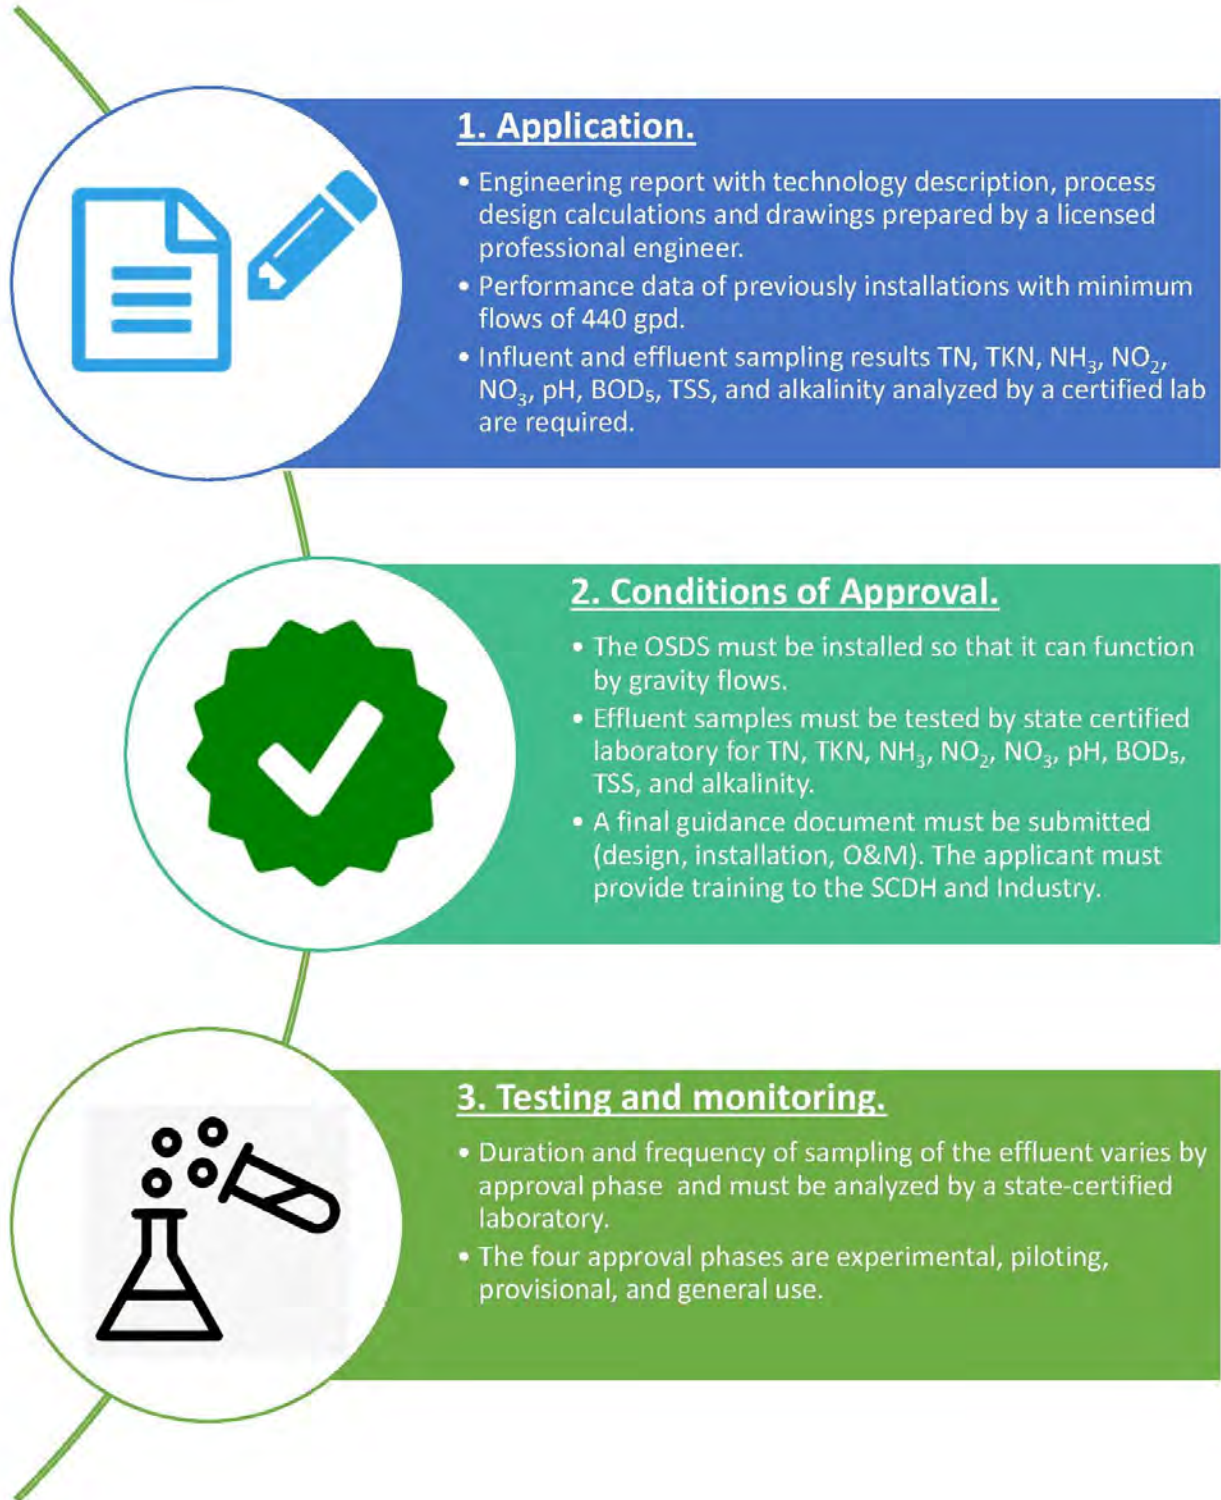 1. Application.
• Engineering report with technology description, process
design calculations and drawings prepared by a licensed
professional engineer.
• Performance data of previously installations with minimum
flows of 440 gpd.
• Influent and effluent sampling results TN, TKN, NH₃, NO₂,
NO₃, pH, BOD₅, TSS, and alkalinity analyzed by a certified lab
are required.
2. Conditions of Approval.
• The OSDS must be installed so that it can function
by gravity flows.
• Effluent samples must be tested by state certified
laboratory for TN, TKN, NH₃, NO₂, NO₃, pH, BOD₅,
TSS, and alkalinity.
• A final guidance document must be submitted
(design, installation, O&M). The applicant must
provide training to the SCDH and Industry.
3. Testing and monitoring.
• Duration and frequency of sampling of the effluent varies by
approval phase and must be analyzed by a state-certified
laboratory.
• The four approval phases are experimental, piloting,
provisional, and general use.